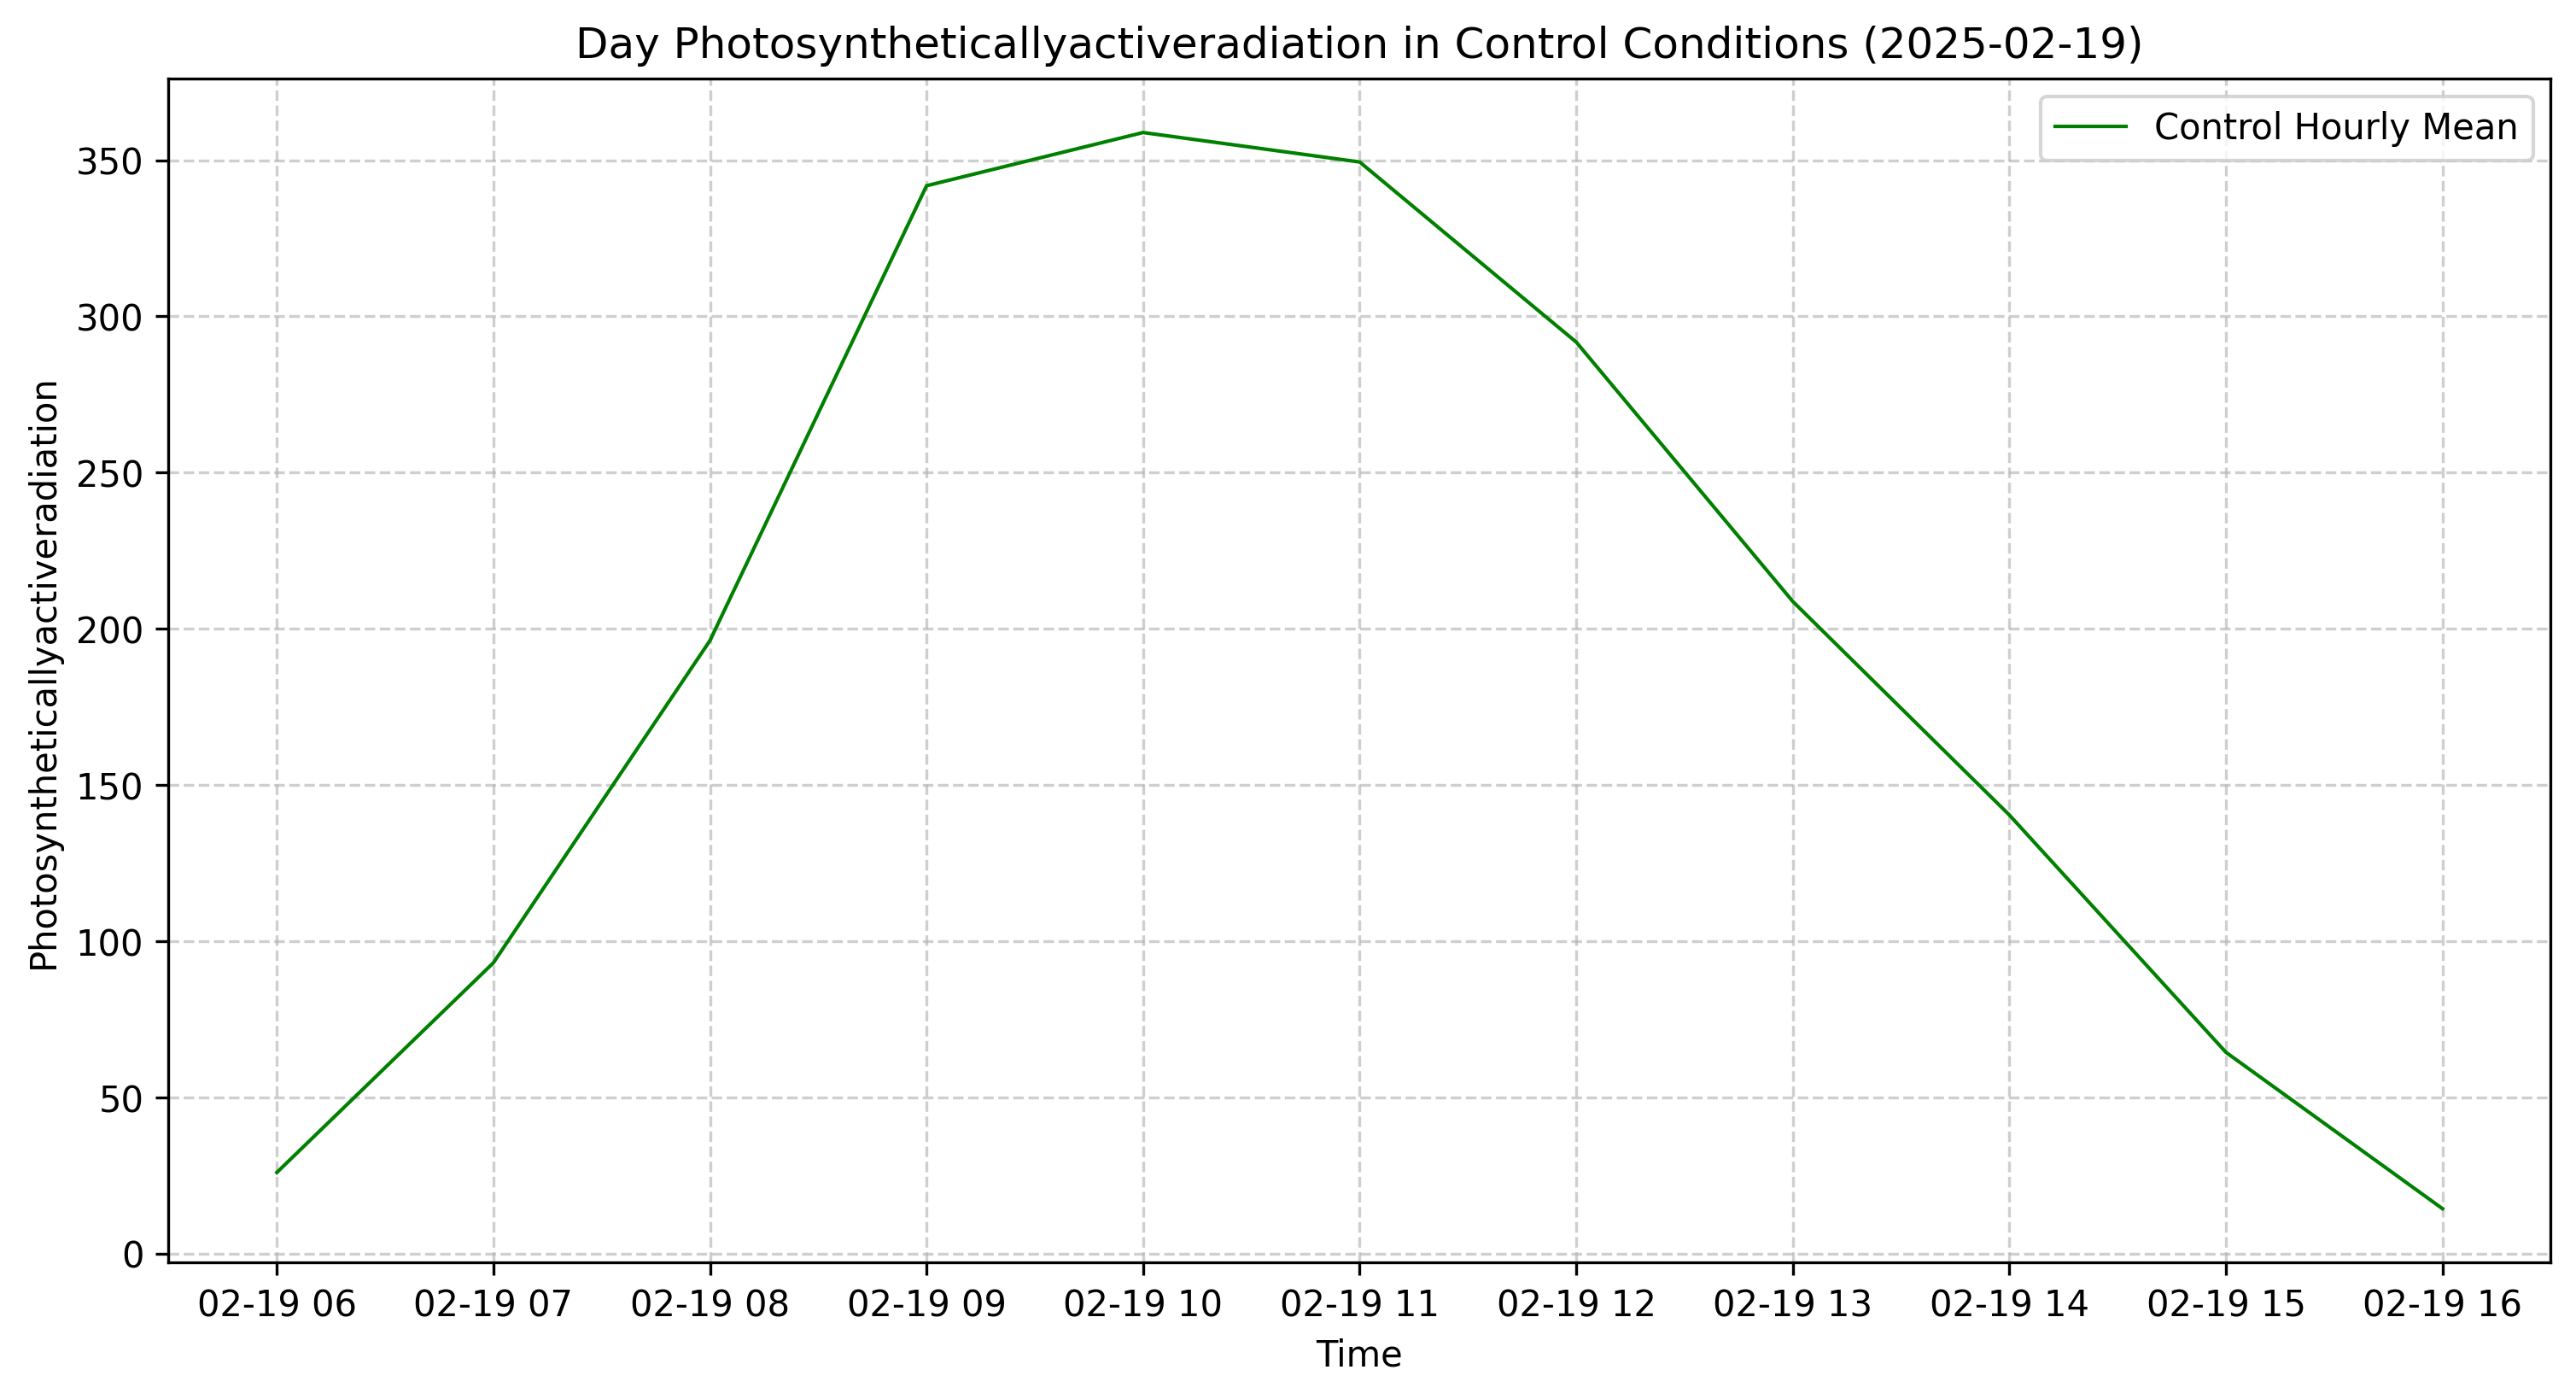 Day Photosyntheticallyactiveradiation in Control Conditions (2025-02-19)
Control Hourly Mean
Photosyntheticallyactiveradiation
350
300
250
200
150
100
50
0
02-19 06 02-19 07 02-19 08 02-19 09 02-19 10 02-19 11 02-19 12 02-19 13 02-19 14 02-19 15 02-19 16
Time